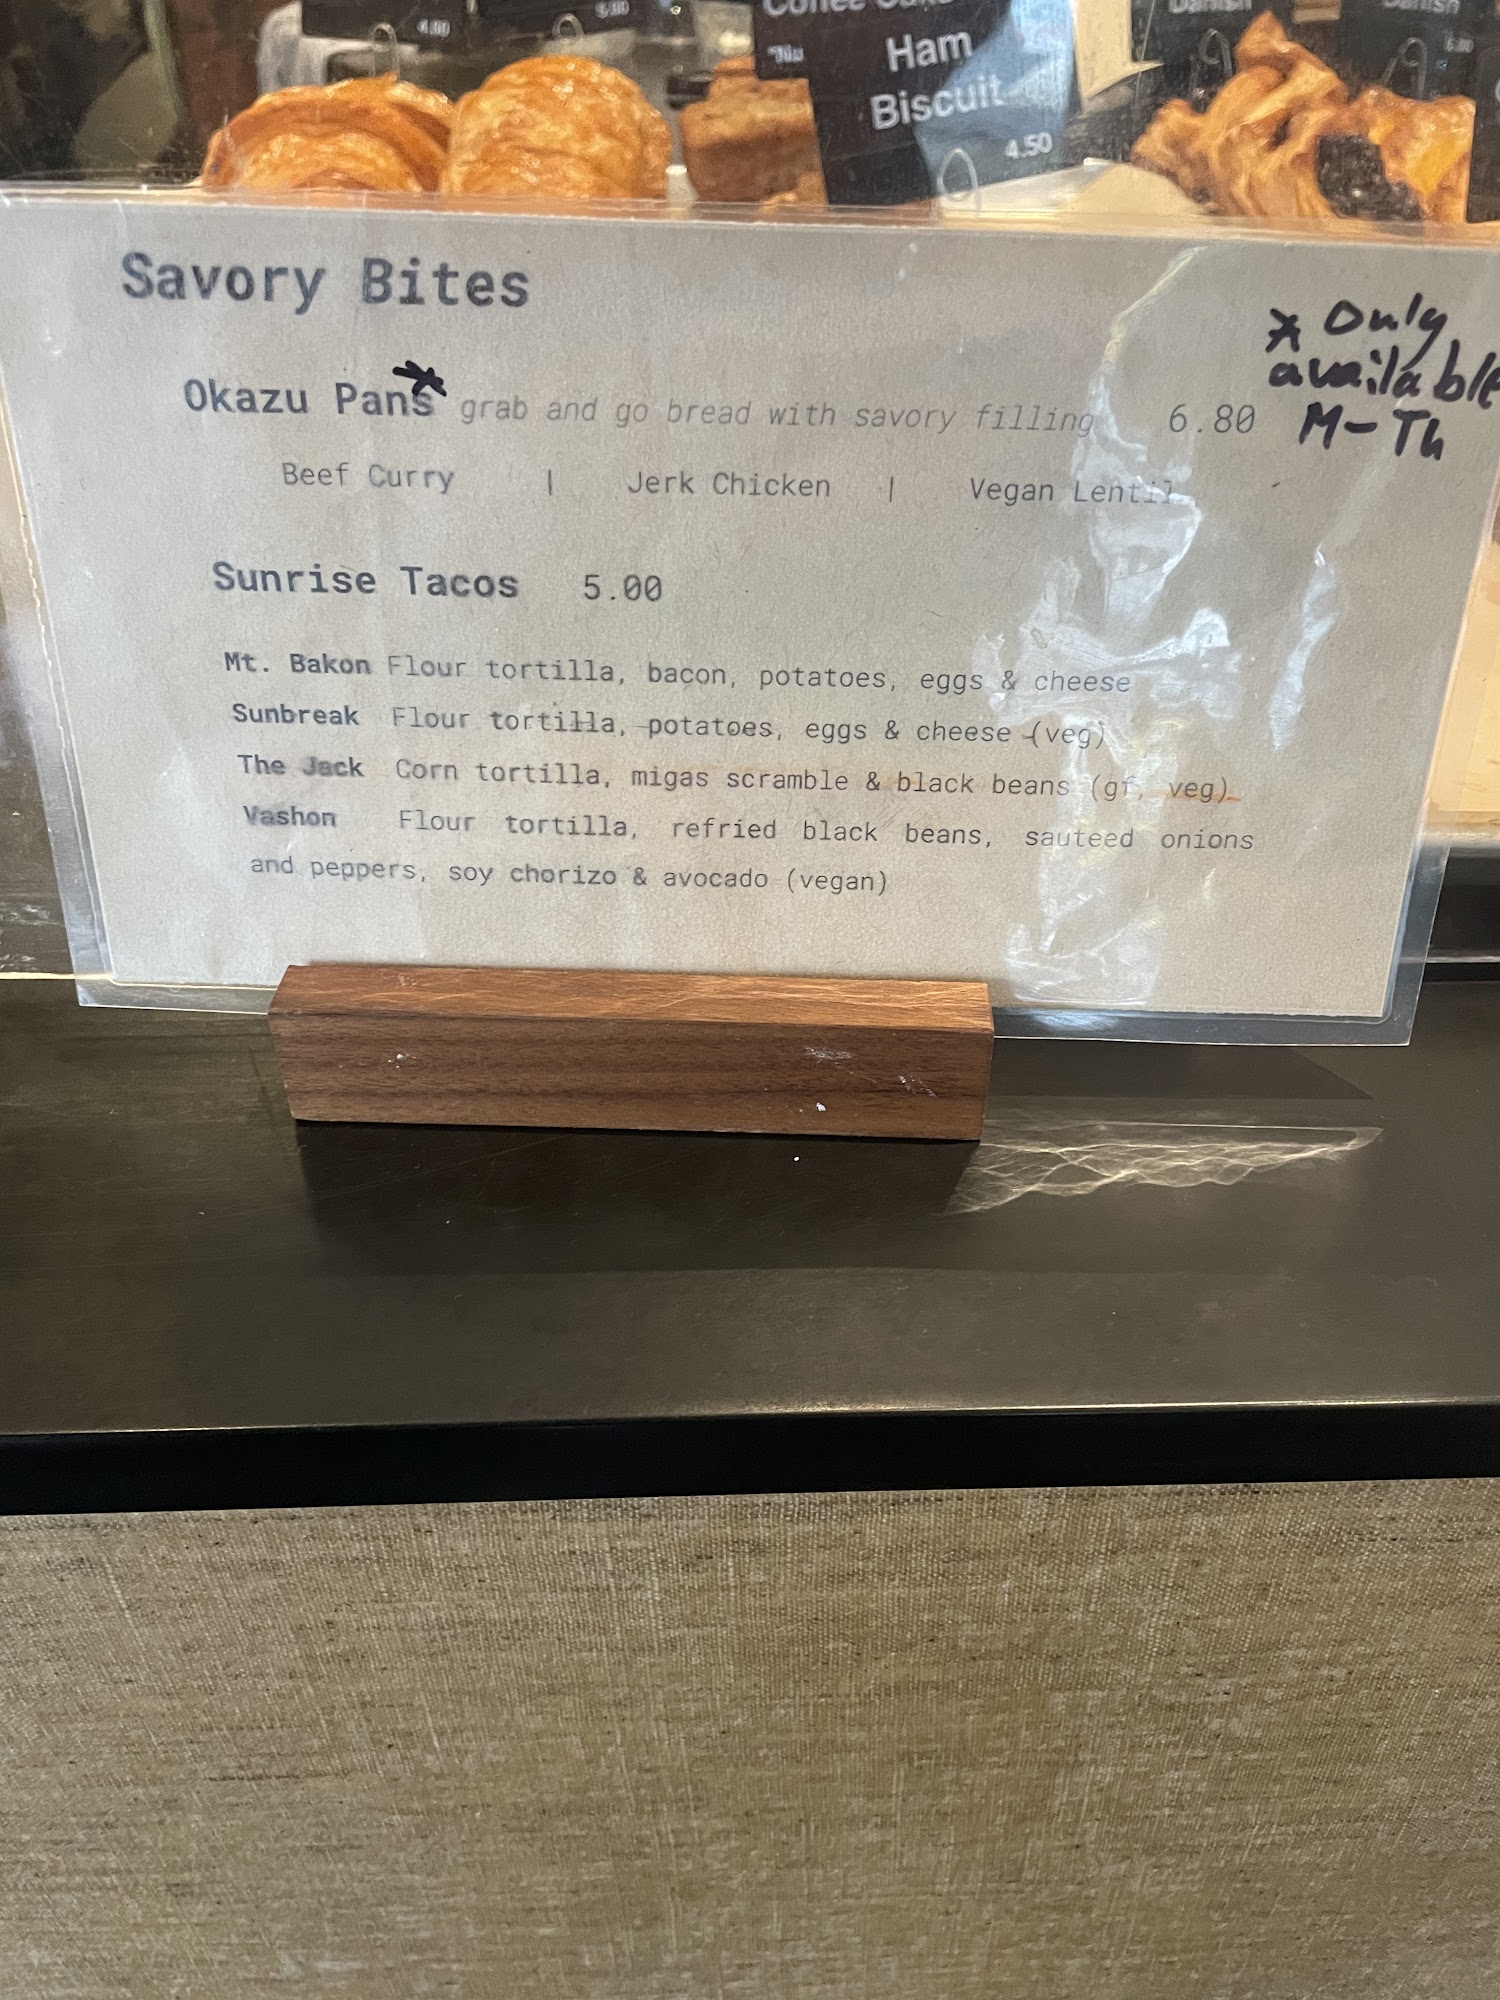 4.50
Ham
Biscuit
4.50
Savory Bites
Okazu Pans* grab and go bread with savory filling 6.80
* Only
available
M-Th
Beef Curry | Jerk Chicken | Vegan Lentil
Sunrise Tacos 5.00
Mt. Bakon Flour tortilla, bacon, potatoes, eggs & cheese
Sunbreak Flour tortilla, potatoes, eggs & cheese (veg)
The Jack Corn tortilla, migas scramble & black beans (gf, veg)
Vashon Flour tortilla, refried black beans, sauteed onions
and peppers, soy chorizo & avocado (vegan)